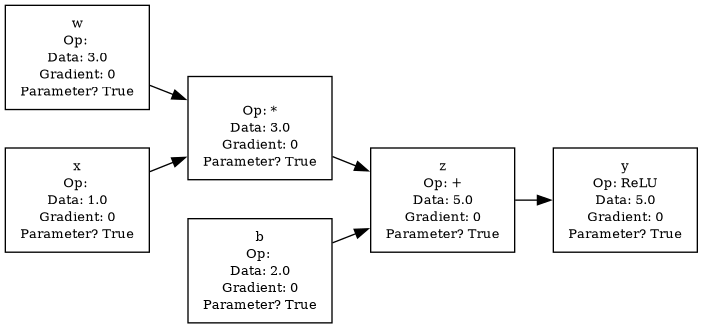 w
Op:
Data: 3.0
Gradient: 0
Parameter? True
x
Op:
Data: 1.0
Gradient: 0
Parameter? True
Op: *
Data: 3.0
Gradient: 0
Parameter? True
b
Op:
Data: 2.0
Gradient: 0
Parameter? True
z
Op: +
Data: 5.0
Gradient: 0
Parameter? True
y
Op: ReLU
Data: 5.0
Gradient: 0
Parameter? True